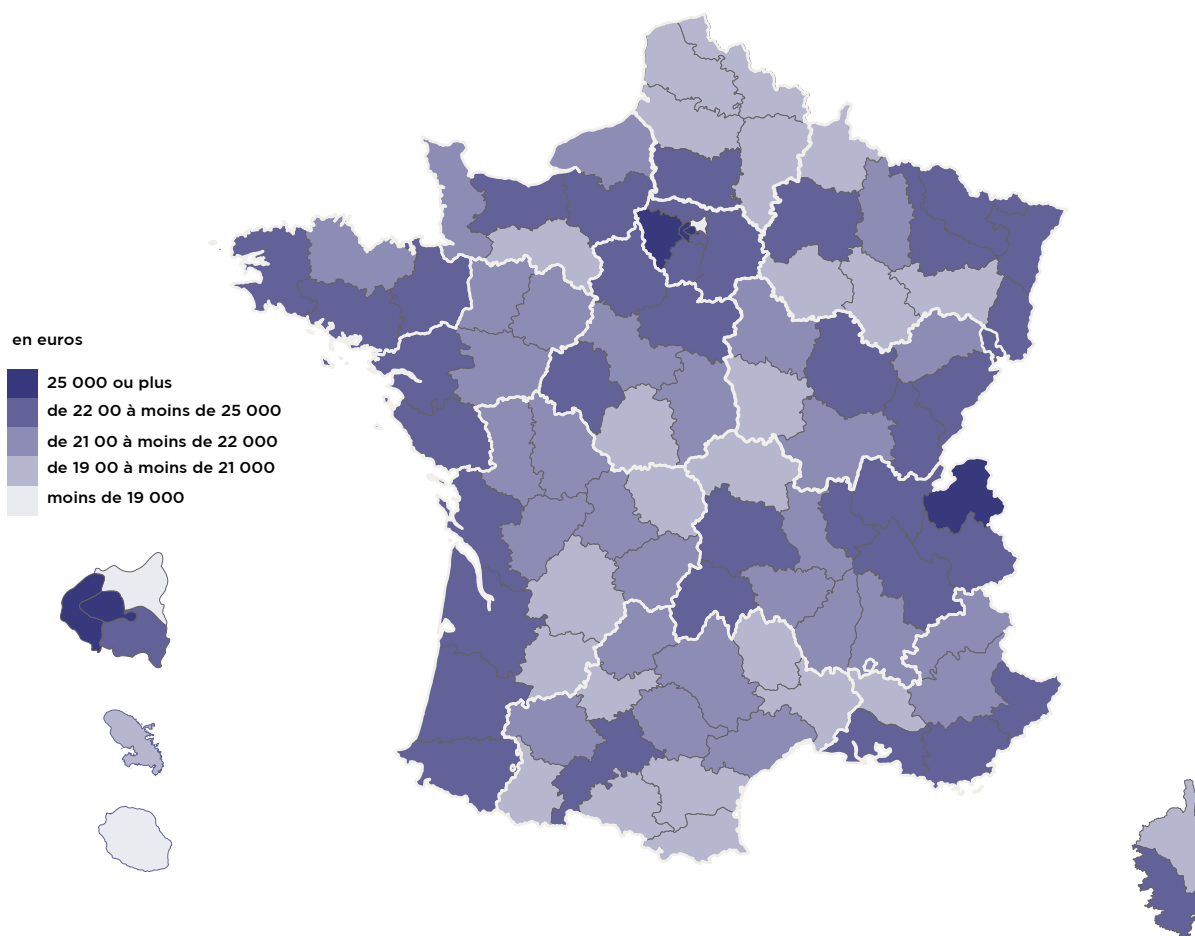 en euros
25 000 ou plus
de 22 00 à moins de 25 000
de 21 00 à moins de 22 000
de 19 00 à moins de 21 000
moins de 19 000